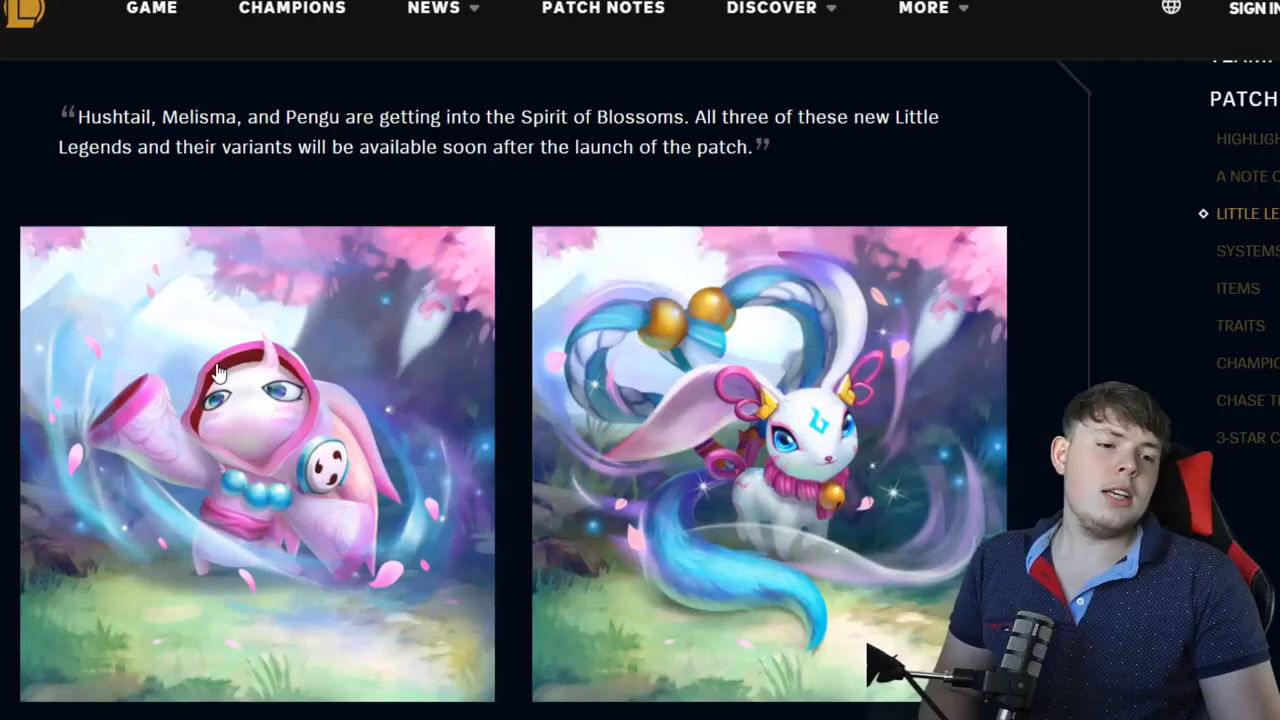 GAME CHAMPIONS NEWS PATCH NOTES DISCOVER MORE SIGN IN
PATCH
“Hushtail, Melisma, and Pengu are getting into the Spirit of Blossoms. All three of these new Little
Legends and their variants will be available soon after the launch of the patch.”
HIGHLIGH
A NOTE O
LITTLE LE
SYSTEMS
ITEMS
TRAITS
CHAMPIO
CHASE T
3-STAR C